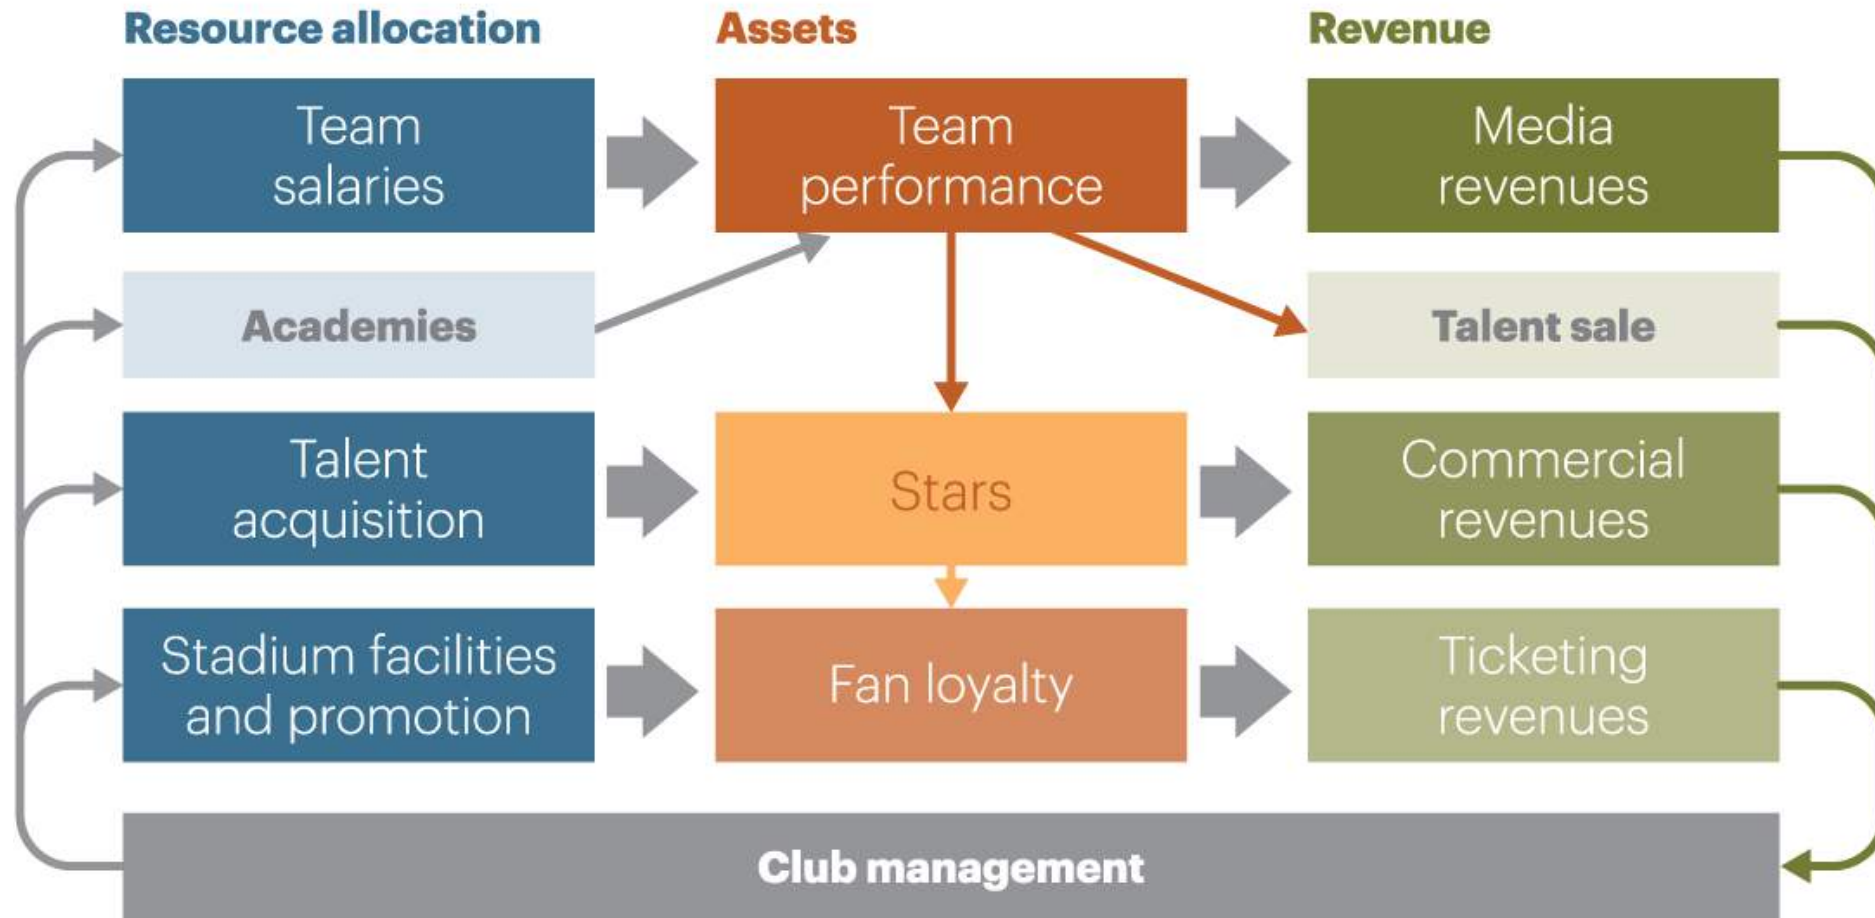 Resource allocation
Assets
Revenue
Team
salaries
Team
performance
Media
revenues
Academies
Talent sale
Talent
acquisition
Stars
Commercial
revenues
Stadium facilities
and promotion
Fan loyalty
Ticketing
revenues
Club management